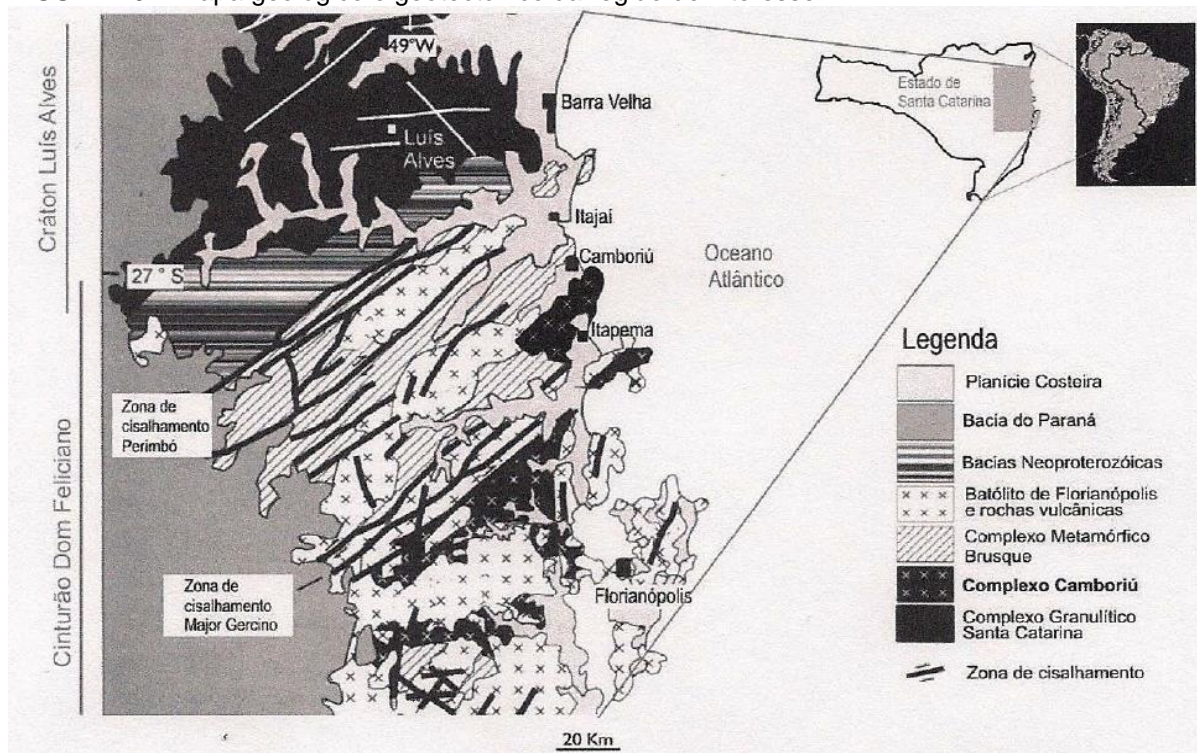 49°W
Barra Velha
Luís
Alves
Itajaí
Camboriú
27° S
Itapema
Oceano
Atlântico
Estado de
Santa Catarina
Cráton Luís Alves
Cinturão Dom Feliciano
Zona de
cisalhamento
Perimbó
Zona de
cisalhamento
Major Gercino
Florianópolis
20 Km
Legenda
Planície Costeira
Bacia do Paraná
Bacias Neoproterozóicas
Batólito de Florianópolis
e rochas vulcânicas
Complexo Metamórfico
Brusque
Complexo Camboriú
Complexo Granulítico
Santa Catarina
Zona de cisalhamento